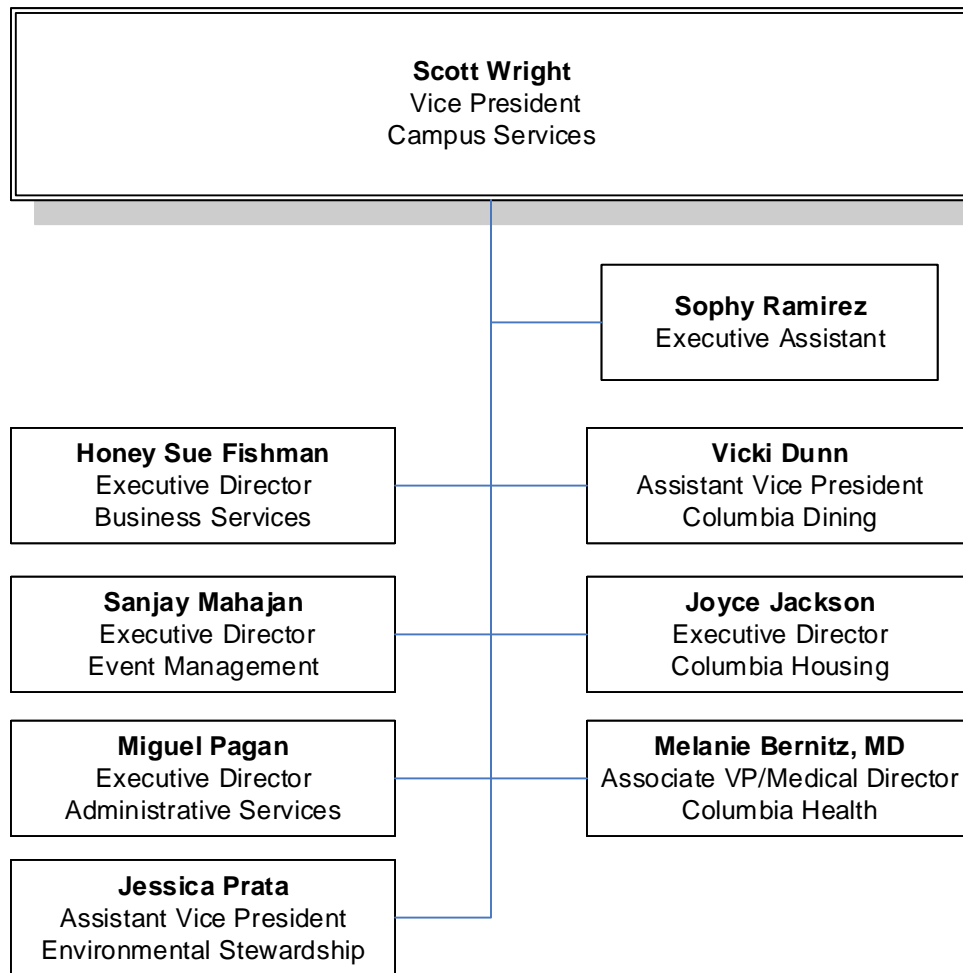 Scott Wright
Vice President
Campus Services
Sophy Ramirez
Executive Assistant
Honey Sue Fishman
Executive Director
Business Services
Vicki Dunn
Assistant Vice President
Columbia Dining
Sanjay Mahajan
Executive Director
Event Management
Joyce Jackson
Executive Director
Columbia Housing
Miguel Pagan
Executive Director
Administrative Services
Melanie Bernitz, MD
Associate VP/Medical Director
Columbia Health
Jessica Prata
Assistant Vice President
Environmental Stewardship